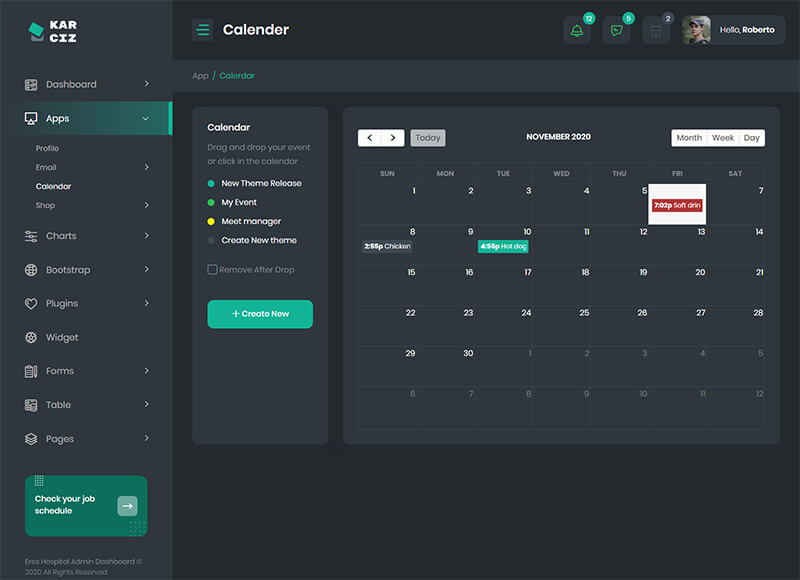 KAR
CIZ
Calender
12
5
2
Hello, Roberto
Dashboard
Apps
Profile
Email
Calendar
Shop
Charts
Bootstrap
Plugins
Widget
Forms
Table
Pages
Check your job
schedule
Eres Hospital Admin Dashboard ©
2020 All Rights Reserved
App / Calerdar
Calendar
Drag and drop your event
or click in the calendar
New Theme Release
My Event
Meet manager
Create New theme
Remove After Drop
+ Create New
Today
NOVEMBER 2020
Month Week Day
SUN MON TUE WED THU FRI SAT
1 2 3 4 5 7
7:02p Soft drin
8 9 10 11 12 13 14
2:55p Chicken 4:55p Hot dog
15 16 17 18 19 20 21
22 23 24 25 26 27 28
29 30 1 2 3 4 5
6 7 8 9 10 11 12